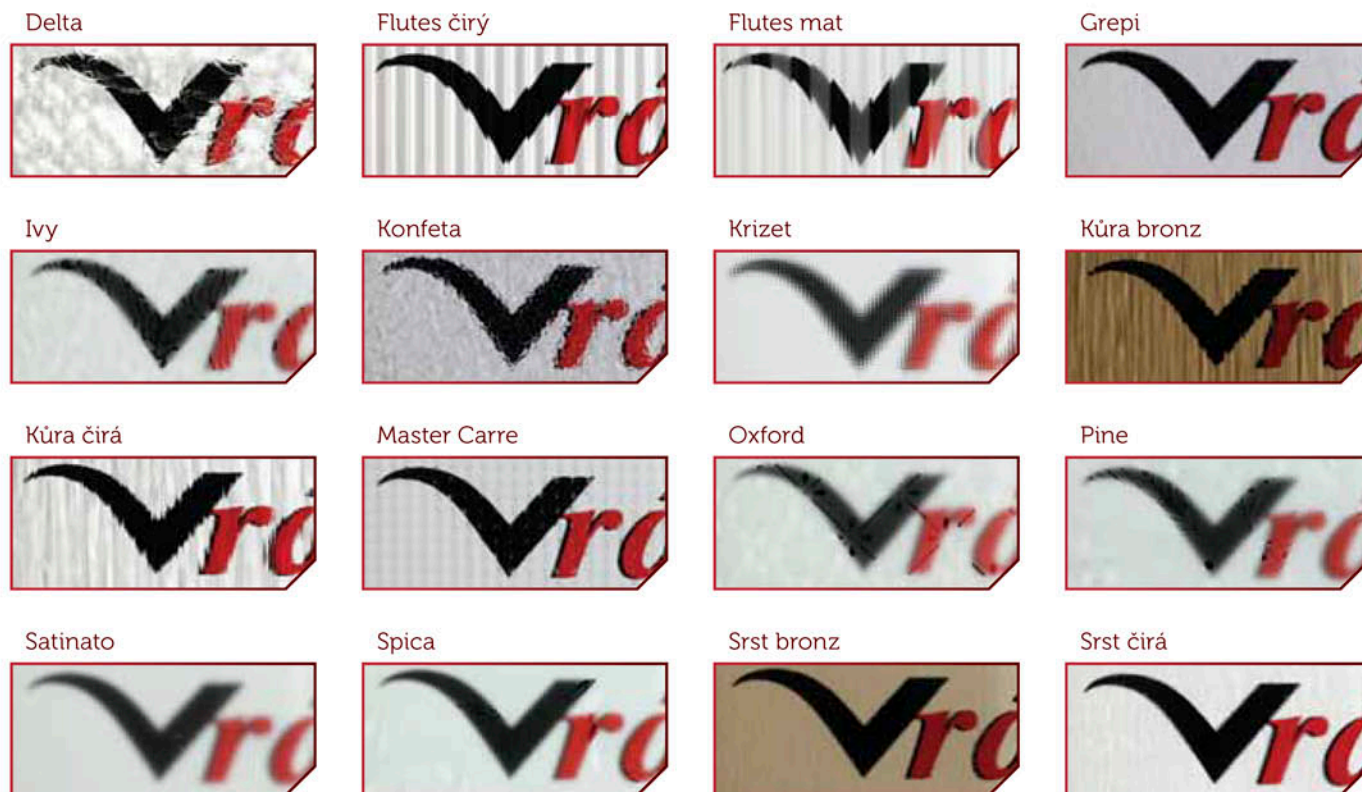 Delta
Flutes čirý
Flutes mat
Grepi
Ivy
Konfeta
Krizet
Kůra bronz
Kůra čirá
Master Carre
Oxford
Pine
Satinato
Spica
Srst bronz
Srst čirá